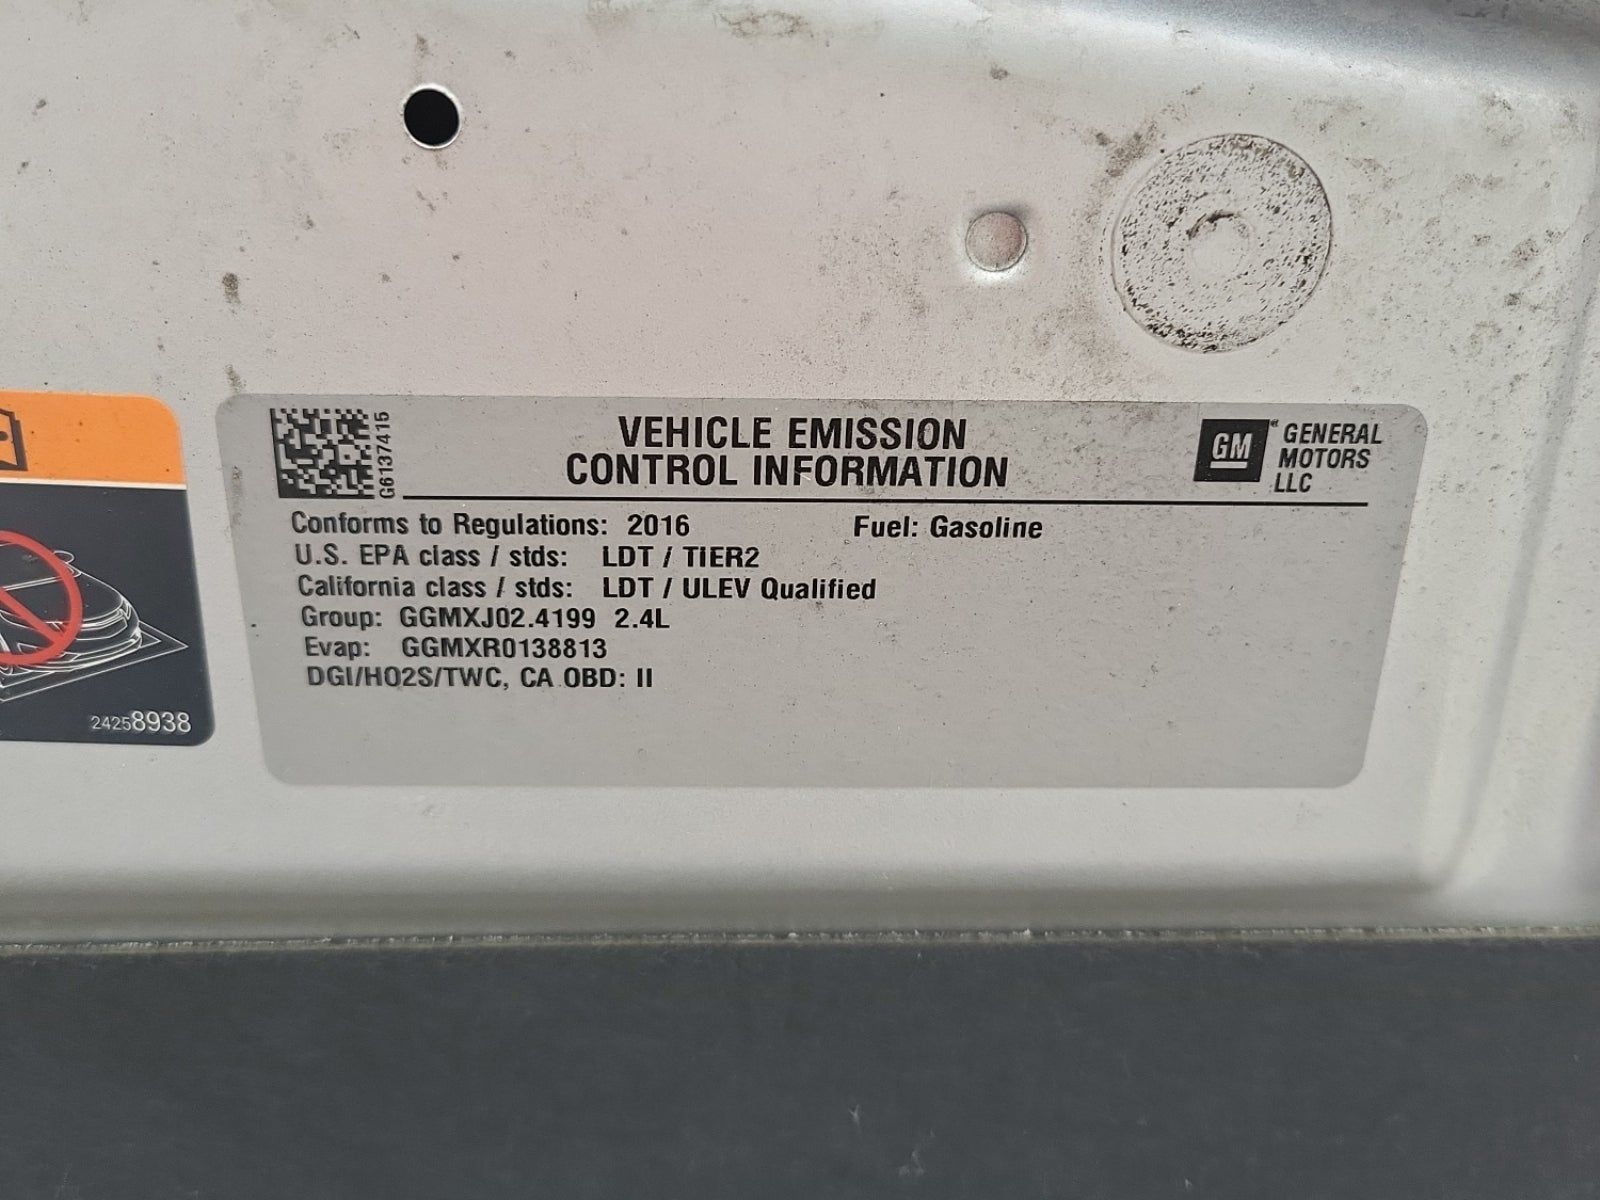 G6137415
VEHICLE EMISSION
CONTROL INFORMATION
GM
GENERAL
MOTORS
LLC
Conforms to Regulations: 2016 Fuel: Gasoline
U.S. EPA class / stds: LDT / TIER2
California class / stds: LDT / ULEV Qualified
Group: GGMXJ02.4199 2.4L
Evap: GGMXR0138813
DGI/HO2S/TWC, CA OBD: II
24258938